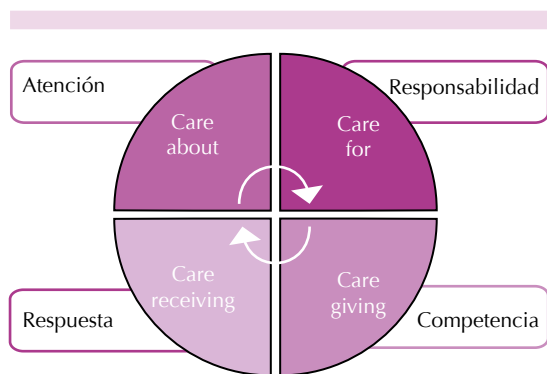 Atención
Responsabilidad
Care
about
Care
for
Care
receiving
Care
giving
Respuesta
Competencia